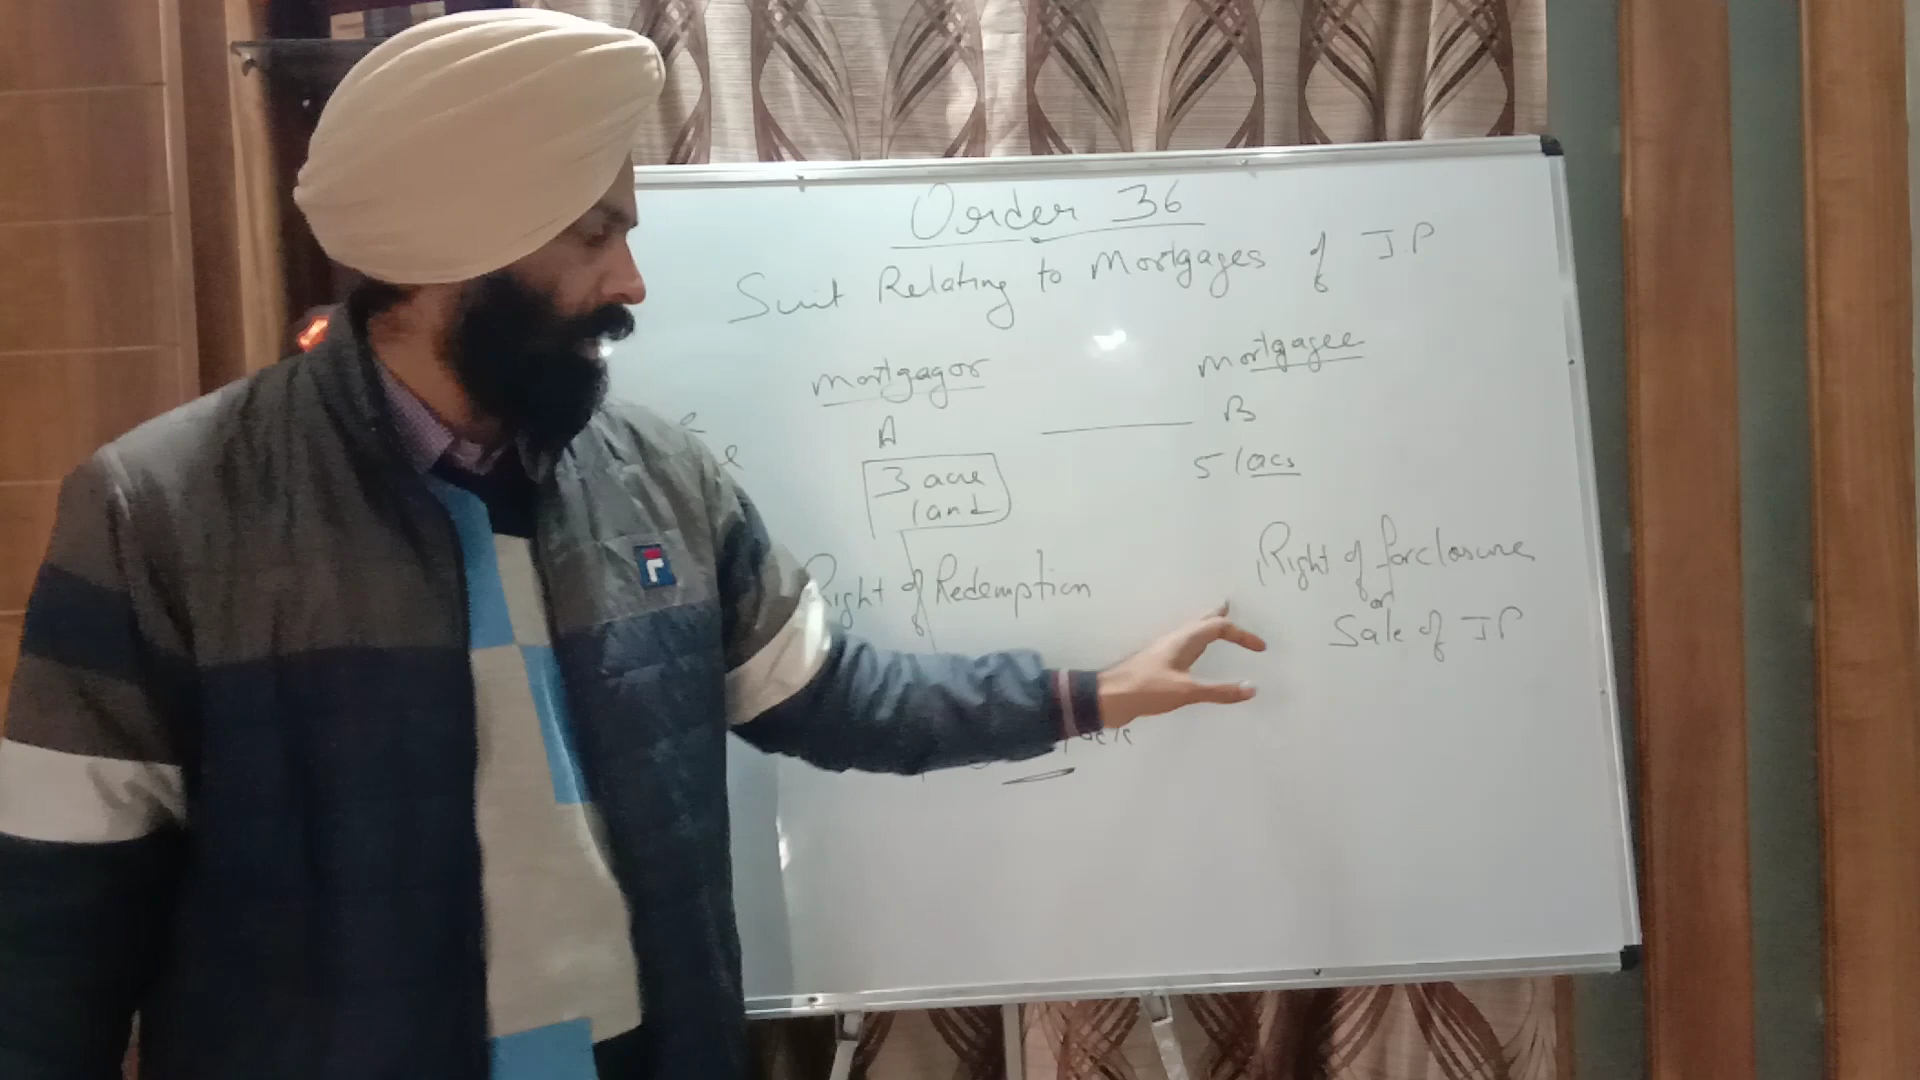 Order 36
Suit Relating to Mortgages of I.P
Mortgagor
Mortgagee
A
B
3 acre
land
5 lacs
Right of Redemption
Right of forclosure
or
Sale of IP